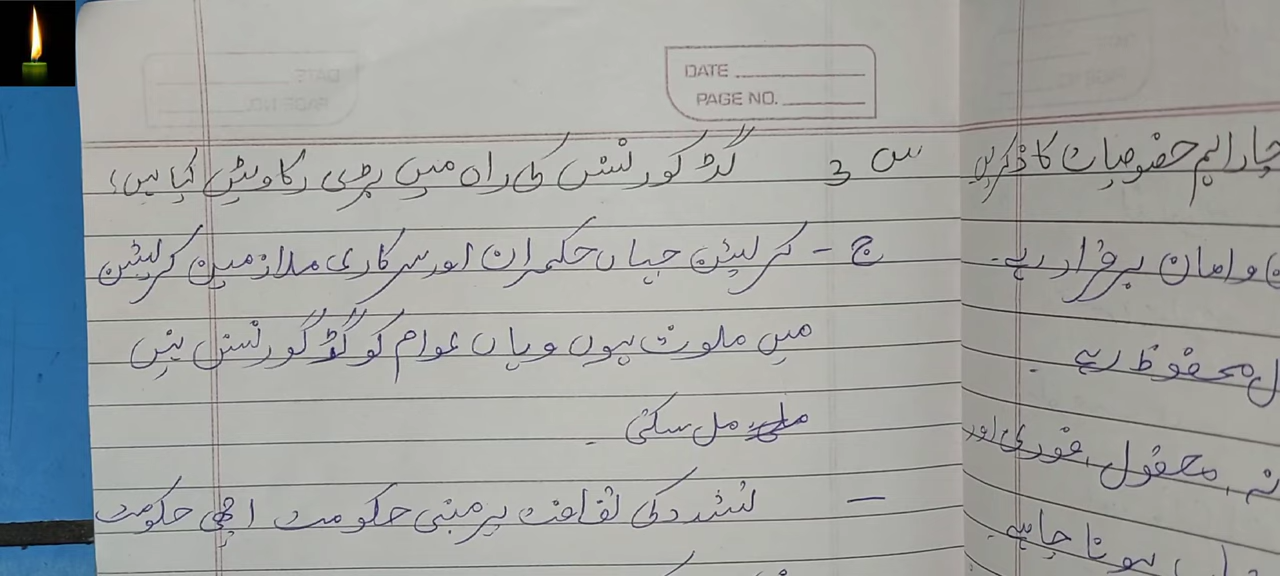 DATE
PAGE NO.
س 3 گڈ گورننس کی راہ میں بڑی رکاوٹیں کیا ہیں؟
ج - کرپشن جہاں حکمران اور سرکاری ملازمین کرپشن
میں ملوث ہوں وہاں عوام کو گڈ گورننس نہیں
مل سکتی۔
— تشدد کی ثقافت پر مبنی حکومت اچھی حکومت
چار اہم خصوصیات کا ذکر کریں
و امان برقرار رہے۔
محفوظ رہے۔
معقول، فوری اور
ہونا چاہیے۔